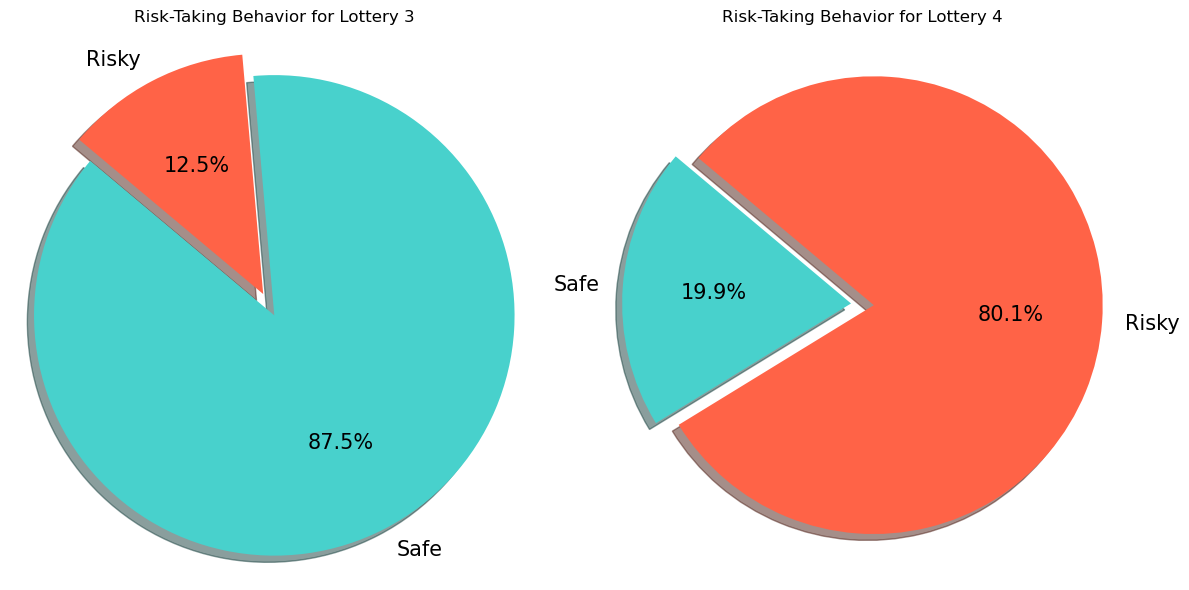 Risk-Taking Behavior for Lottery 3
Risky
12.5%
87.5%
Safe
Risk-Taking Behavior for Lottery 4
Safe
19.9%
80.1%
Risky